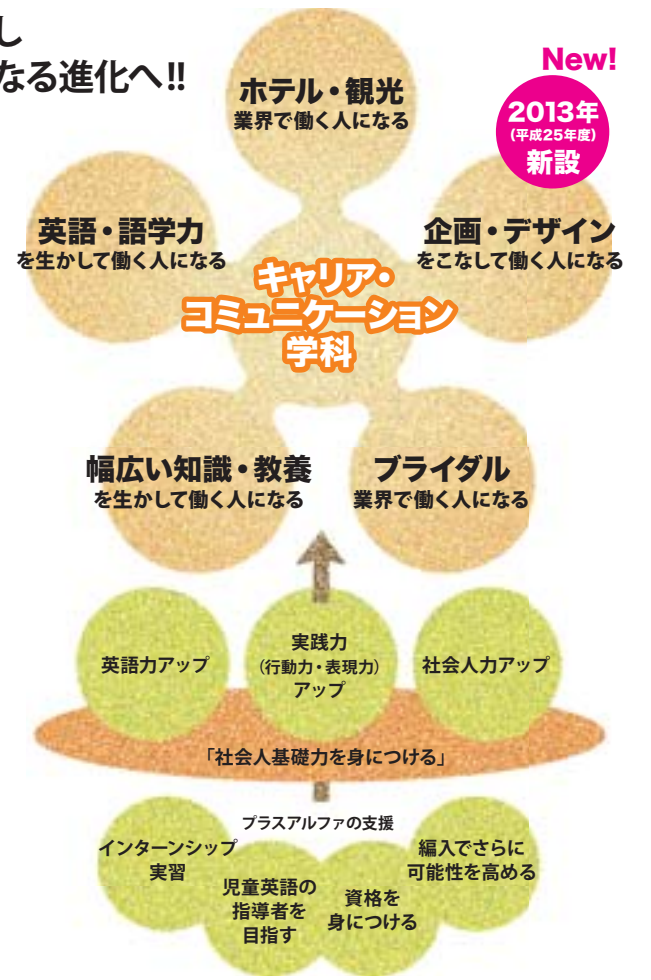 し
なる進化へ!!
New!
2013年
(平成25年度)
新設
ホテル・観光
業界で働く人になる
英語・語学力
を生かして働く人になる
企画・デザイン
をこなして働く人になる
キャリア・
コミュニケーション
学科
幅広い知識・教養
を生かして働く人になる
ブライダル
業界で働く人になる
英語力アップ
実践力
(行動力・表現力)
アップ
社会人力アップ
「社会人基礎力を身につける」
プラスアルファの支援
インターンシップ
実習
児童英語の
指導者を
目指す
資格を
身につける
編入でさらに
可能性を高める